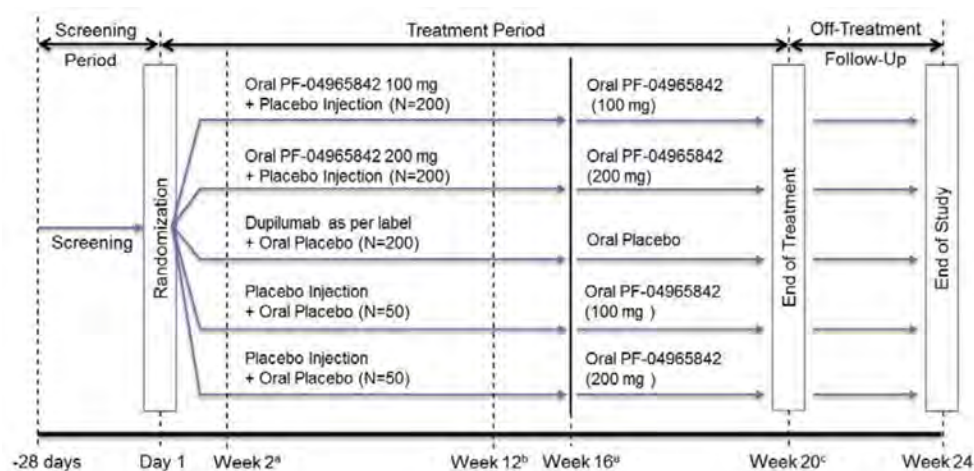 Screening
Period
Treatment Period
Off-Treatment
Follow-Up
Screening
Randomization
Oral PF-04965842 100 mg
+ Placebo Injection (N=200)
Oral PF-04965842
(100 mg)
Oral PF-04965842 200 mg
+ Placebo Injection (N=200)
Oral PF-04965842
(200 mg)
Dupilumab as per label
+ Oral Placebo (N=200)
Oral Placebo
Placebo Injection
+ Oral Placebo (N=50)
Oral PF-04965842
(100 mg )
Placebo Injection
+ Oral Placebo (N=50)
Oral PF-04965842
(200 mg )
End of Treatment
End of Study
-28 days Day 1 Week 2ᵃ Week 12ᵇ Week 16ᵃ Week 20ᶜ Week 24